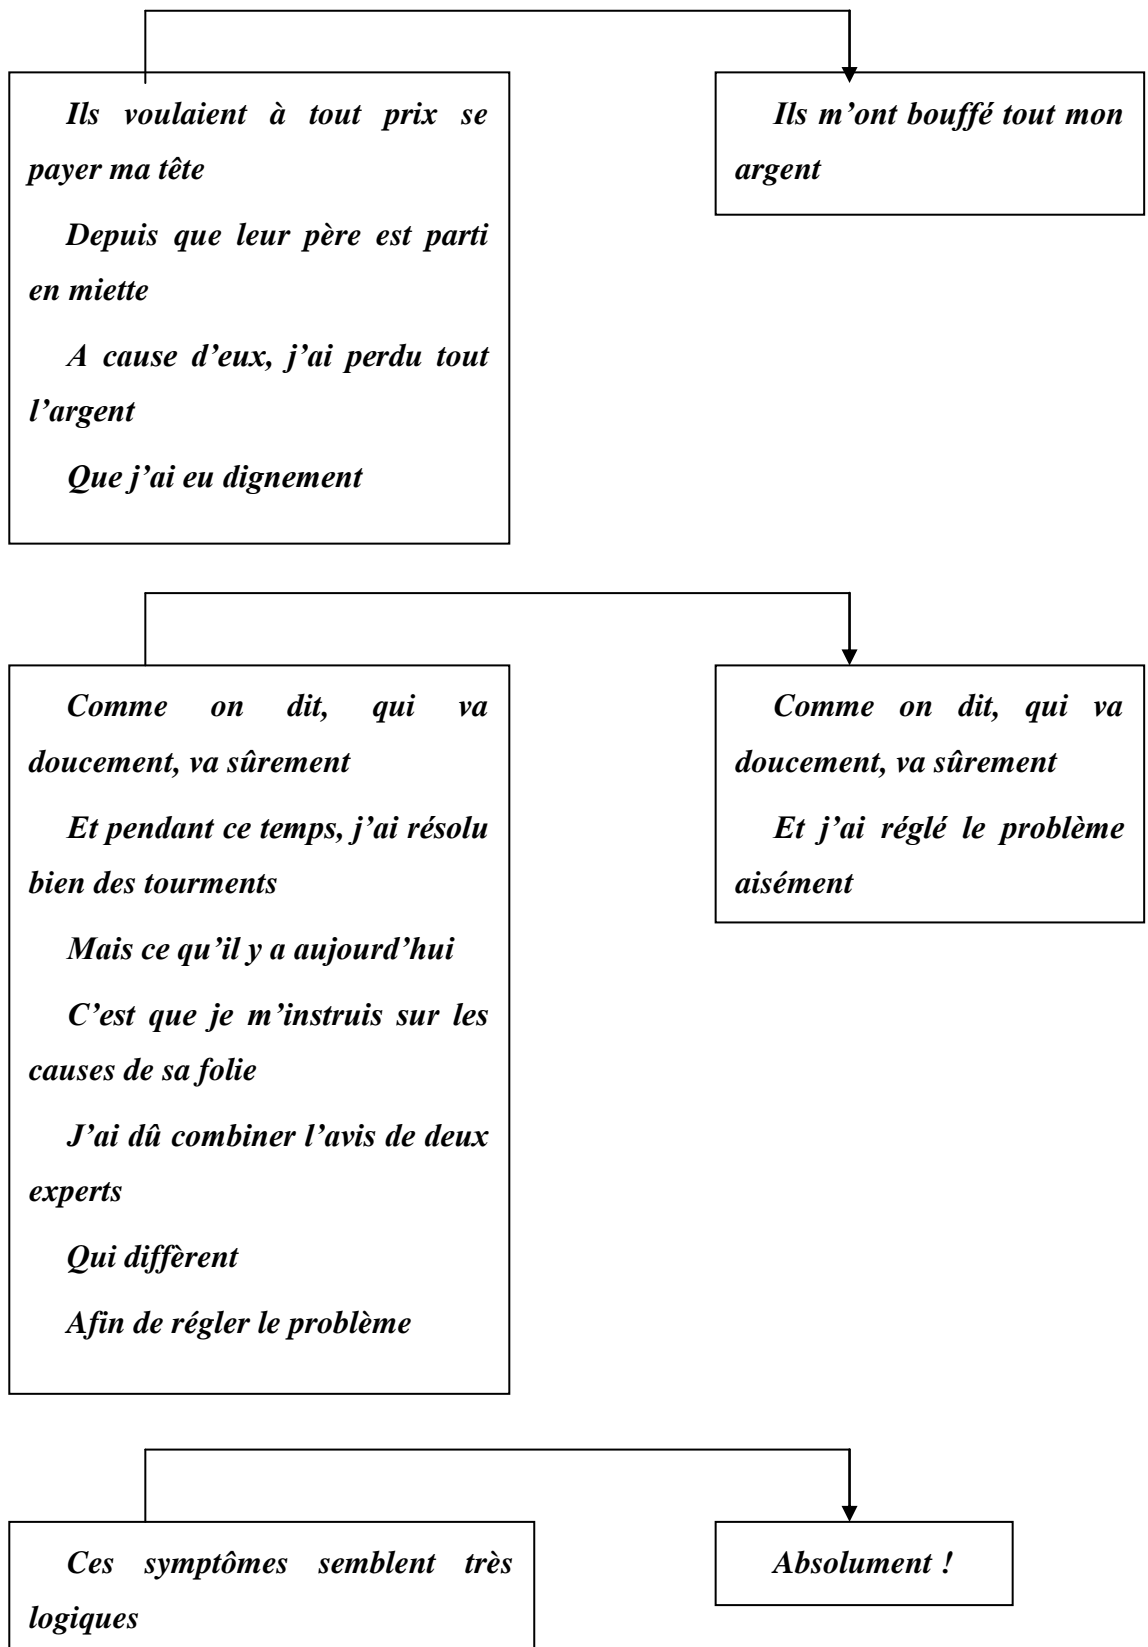 Ils voulaient à tout prix se
payer ma tête
Depuis que leur père est parti
en miette
A cause d'eux, j'ai perdu tout
l'argent
Que j'ai eu dignement
Ils m'ont bouffé tout mon
argent
Comme on dit, qui va
doucement, va sûrement
Et pendant ce temps, j'ai résolu
bien des tourments
Mais ce qu'il y a aujourd'hui
C'est que je m'instruis sur les
causes de sa folie
J'ai dû combiner l'avis de deux
experts
Qui diffèrent
Afin de régler le problème
Comme on dit, qui va
doucement, va sûrement
Et j'ai réglé le problème
aisément
Ces symptômes semblent très
logiques
Absolument !